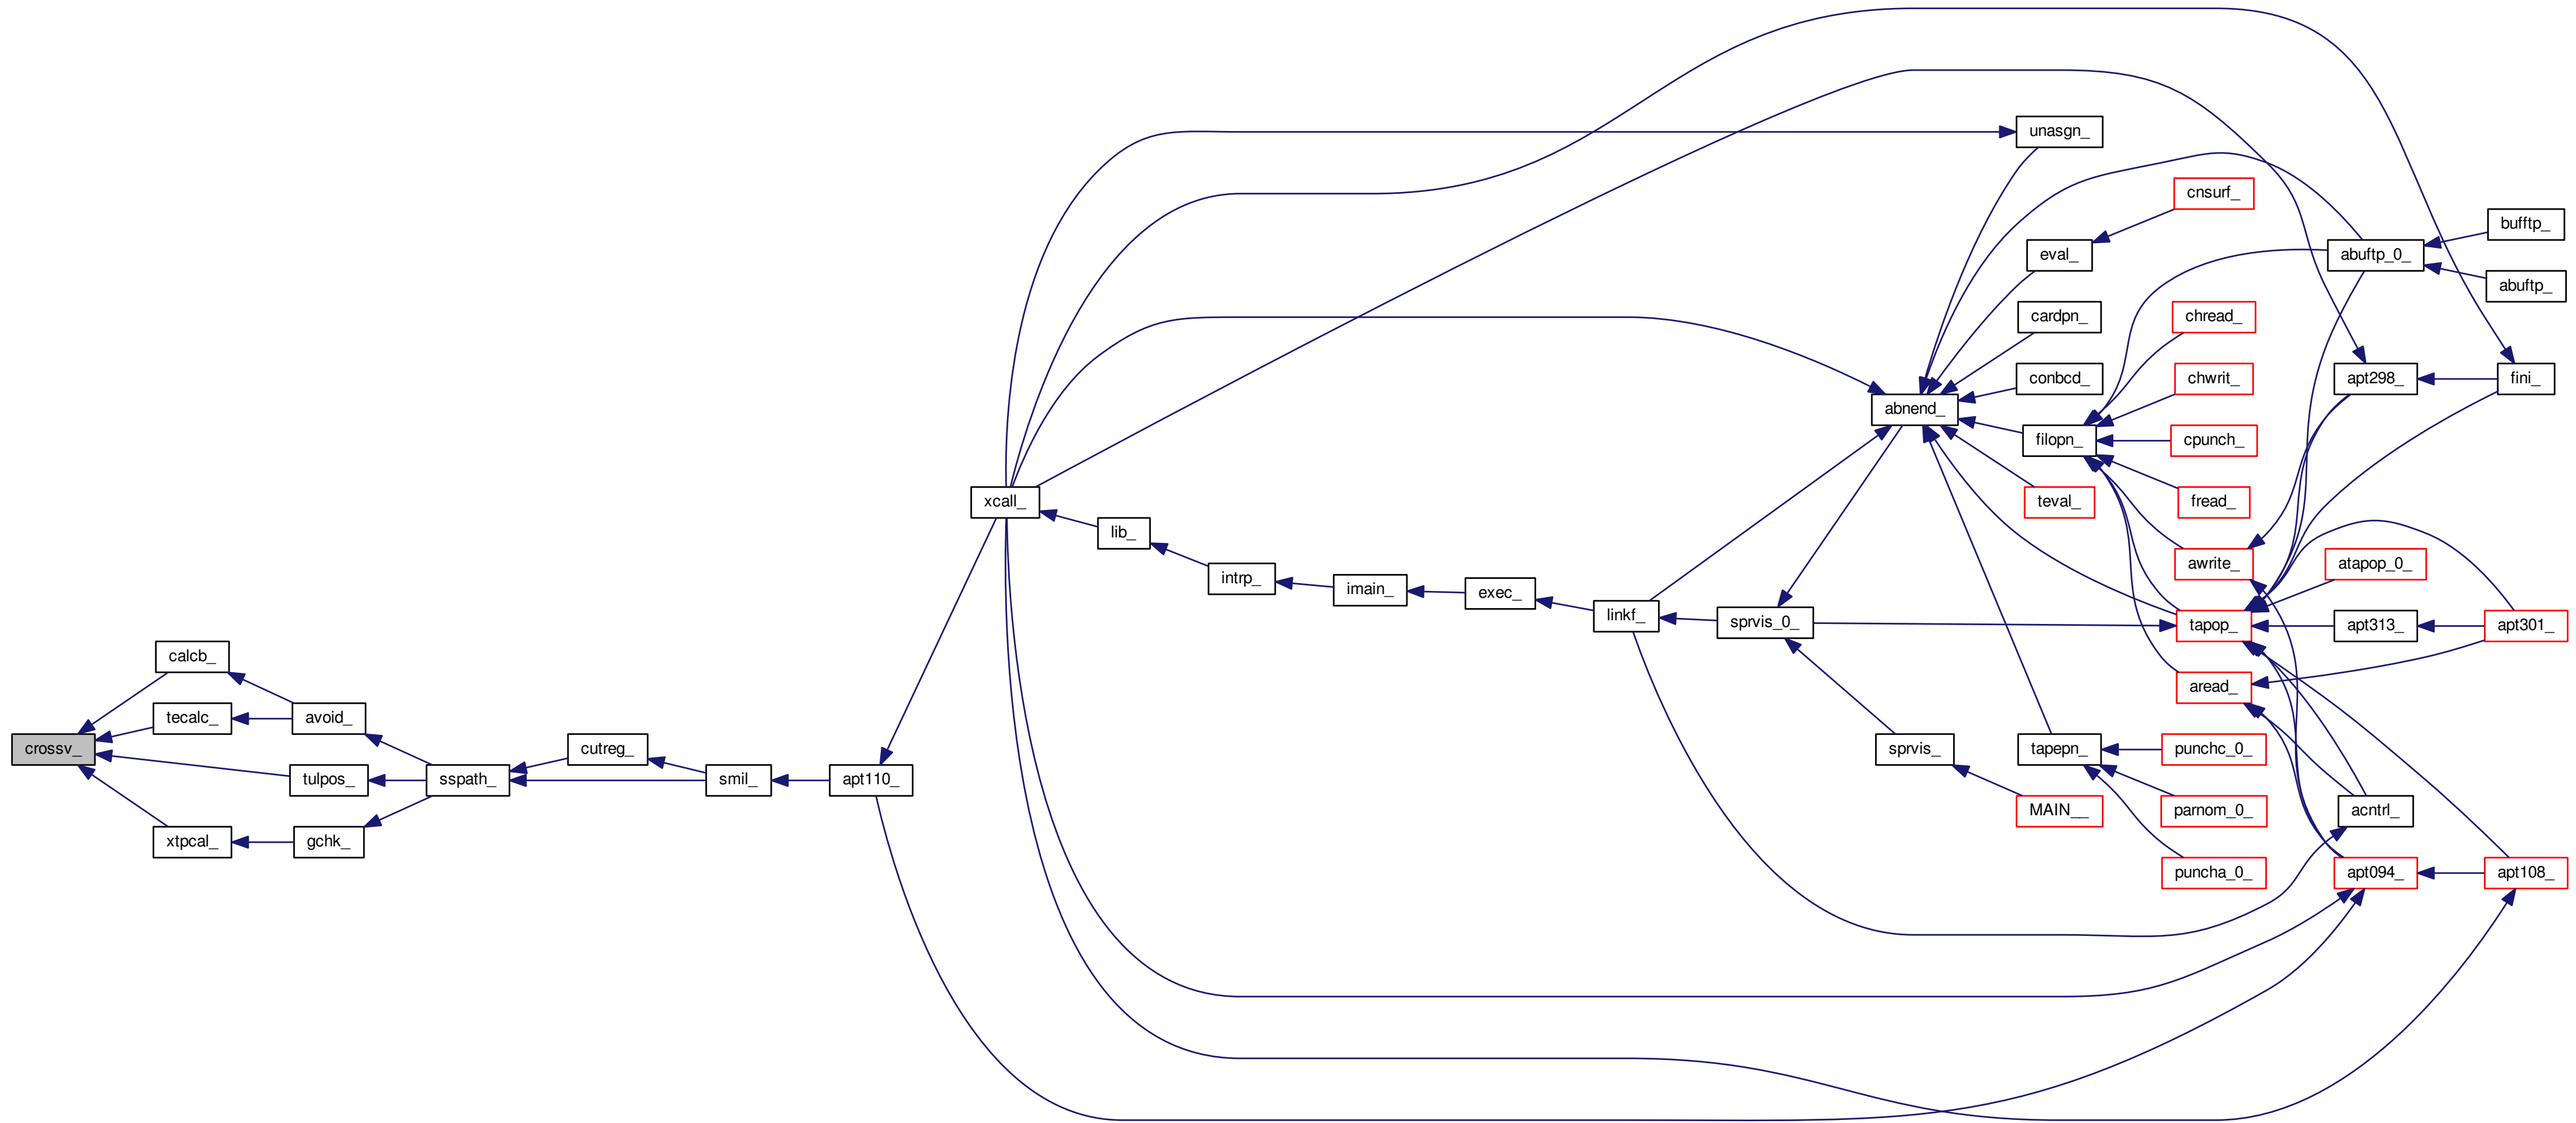 crossv_
calcb_
tecalc_
tulpos_
xtpcal_
avoid_
gchk_
sspath_
cutreg_
smil_
apt110_
xcall_
lib_
intrp_
imain_
exec_
linkf_
sprvis_0_
abnend_
sprvis_
unasgn_
eval_
cardpn_
conbcd_
filopn_
teval_
tapepn_
MAIN__
cnsurf_
chread_
chwrit_
cpunch_
fread_
awrite_
tapop_
aread_
punchc_0_
parnom_0_
puncha_0_
abuftp_0_
apt298_
atapop_0_
apt313_
acntrl_
apt094_
bufftp_
abuftp_
fini_
apt301_
apt108_